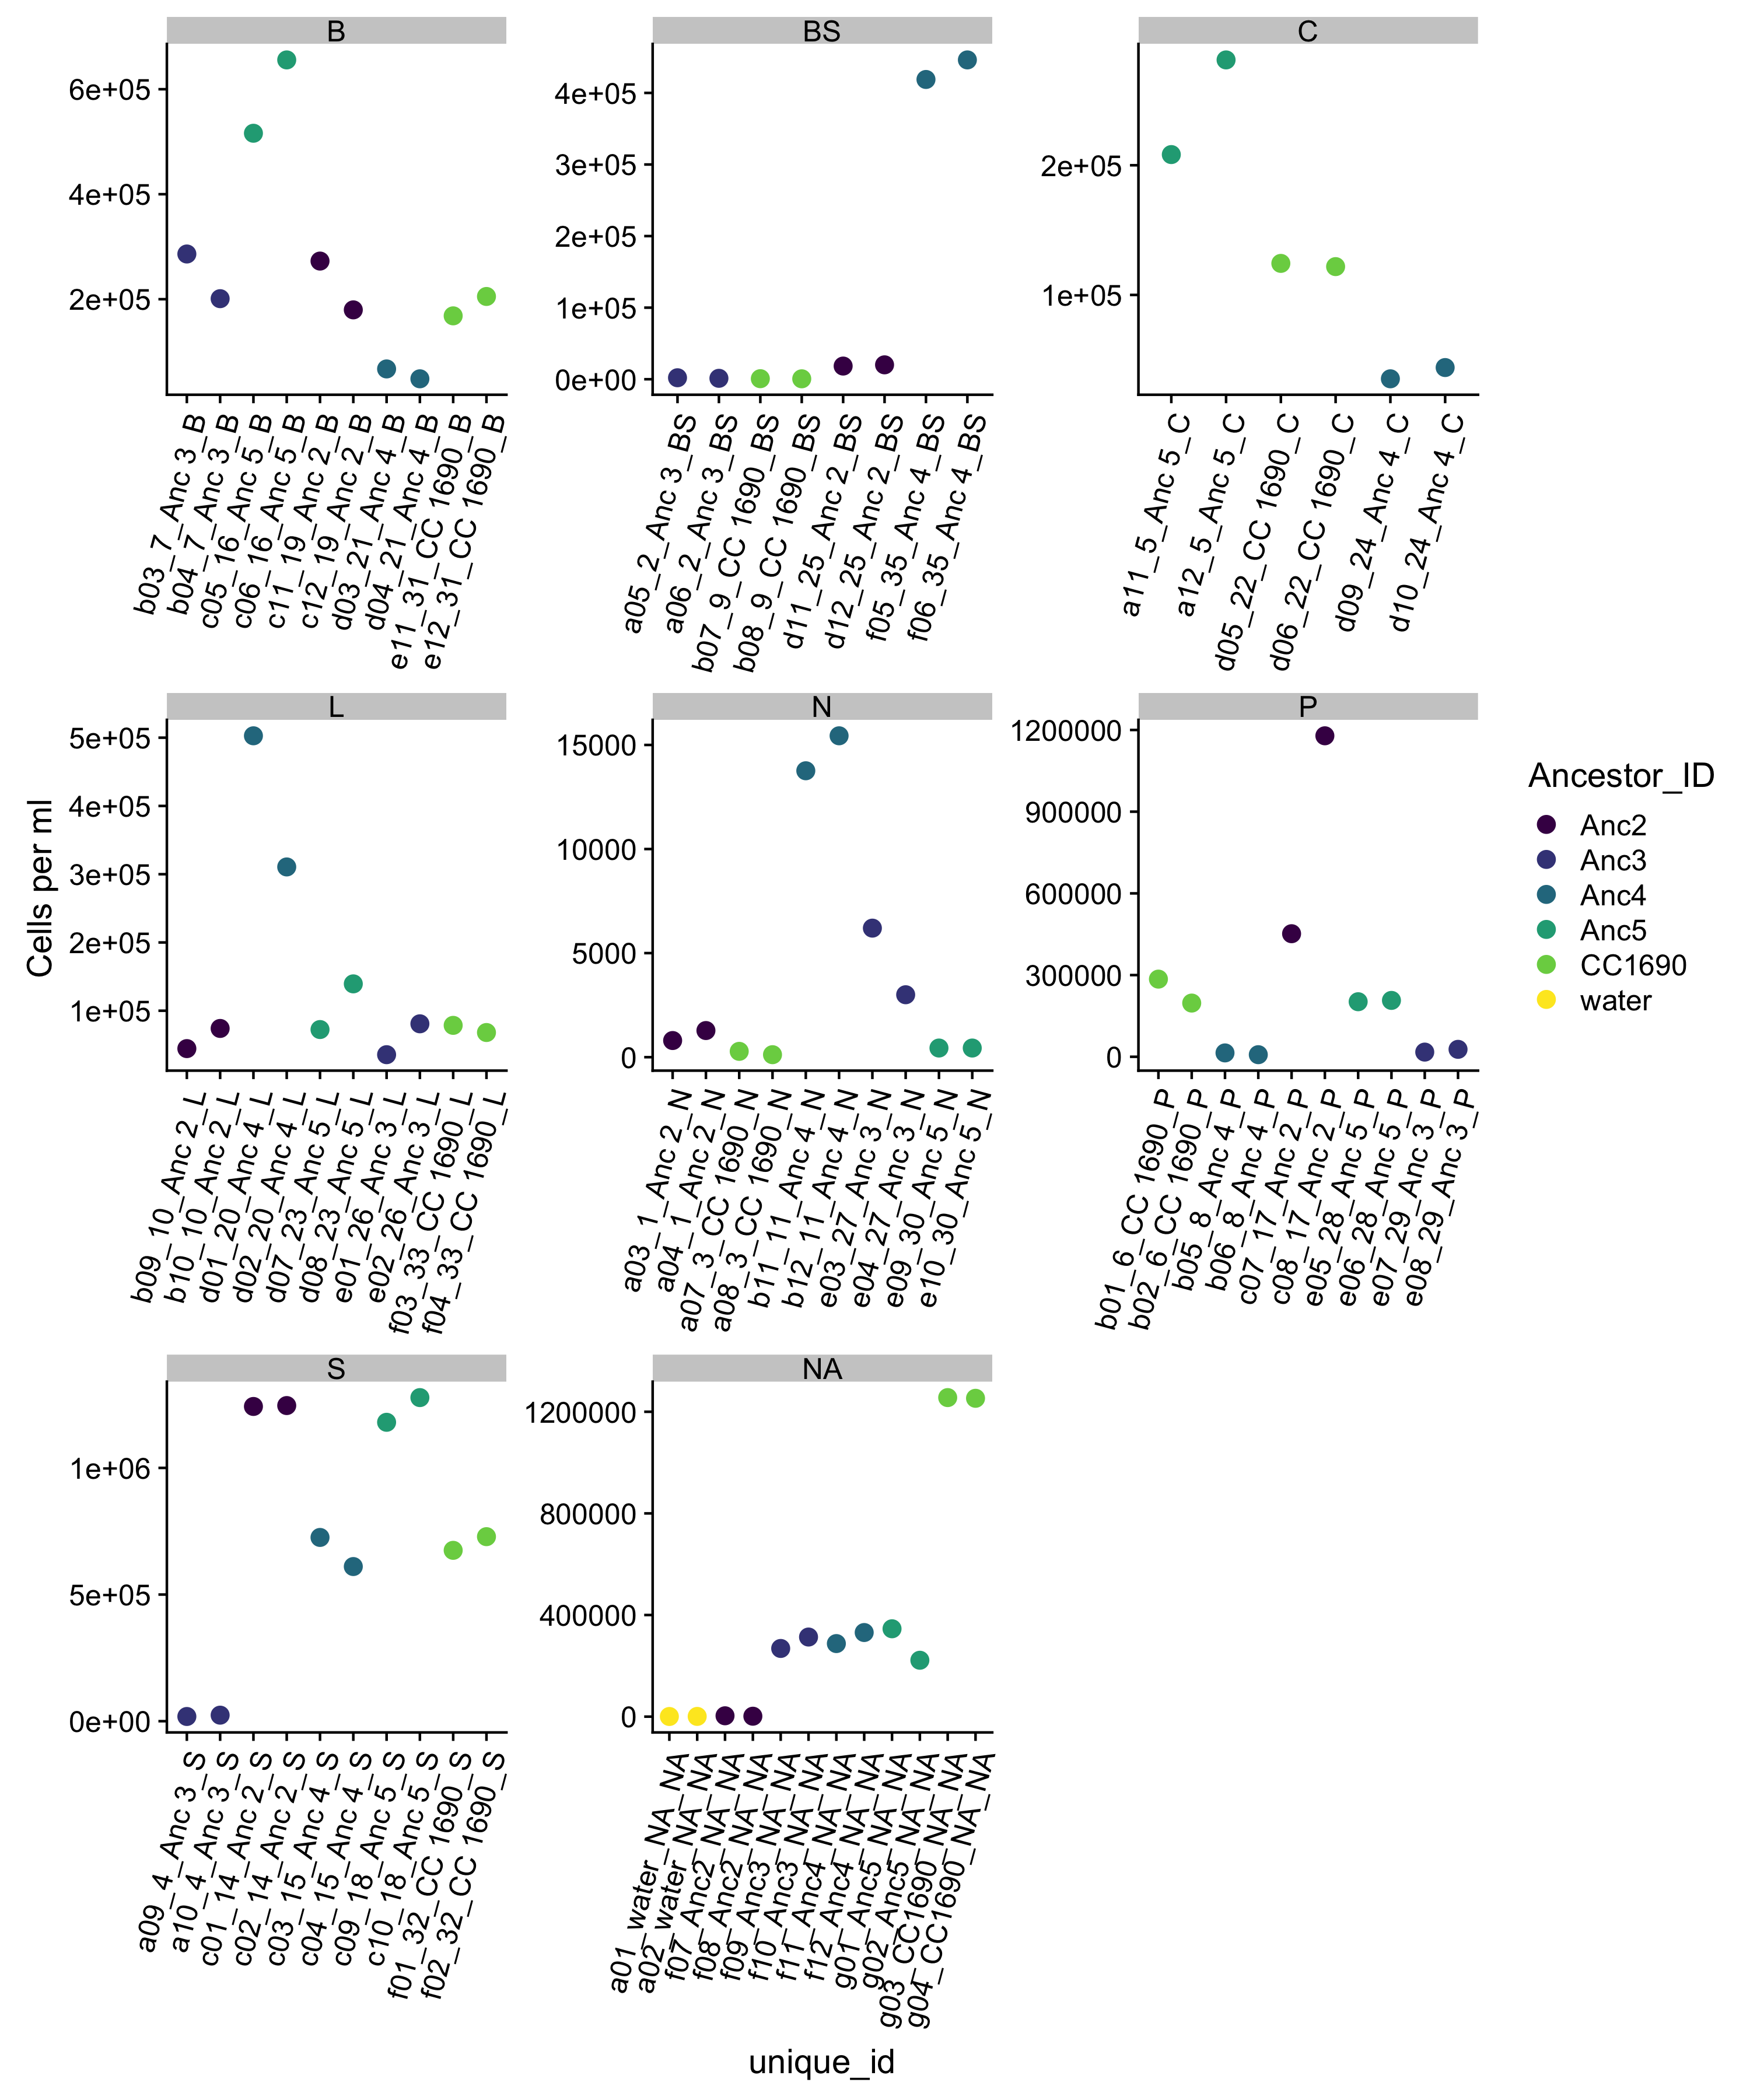 B
6e+05
4e+05
2e+05
b03_7_Anc 3_B
b04_7_Anc 3_B
c05_16_Anc 5_B
c06_16_Anc 5_B
c11_19_Anc 2_B
c12_19_Anc 2_B
d03_21_Anc 4_B
d04_21_Anc 4_B
e11_31_CC 1690_B
e12_31_CC 1690_B
BS
4e+05
3e+05
2e+05
1e+05
0e+00
a05_2_Anc 3_BS
a06_2_Anc 3_BS
b07_9_CC 1690_BS
b08_9_CC 1690_BS
d11_25_Anc 2_BS
d12_25_Anc 2_BS
f05_35_Anc 4_BS
f06_35_Anc 4_BS
C
2e+05
1e+05
a11_5_Anc 5_C
a12_5_Anc 5_C
d05_22_CC 1690_C
d06_22_CC 1690_C
d09_24_Anc 4_C
d10_24_Anc 4_C
Cells per ml
L
5e+05
4e+05
3e+05
2e+05
1e+05
b09_10_Anc 2_L
b10_10_Anc 2_L
d01_20_Anc 4_L
d02_20_Anc 4_L
d07_23_Anc 5_L
d08_23_Anc 5_L
e01_26_Anc 3_L
e02_26_Anc 3_L
f03_33_CC 1690_L
f04_33_CC 1690_L
N
15000
10000
5000
0
a03_1_Anc 2_N
a04_1_Anc 2_N
a07_3_CC 1690_N
a08_3_CC 1690_N
b11_11_Anc 4_N
b12_11_Anc 4_N
e03_27_Anc 3_N
e04_27_Anc 3_N
e09_30_Anc 5_N
e10_30_Anc 5_N
P
1200000
900000
600000
300000
0
b01_6_CC 1690_P
b02_6_CC 1690_P
b05_8_Anc 4_P
b06_8_Anc 4_P
c07_17_Anc 2_P
c08_17_Anc 2_P
e05_28_Anc 5_P
e06_28_Anc 5_P
e07_29_Anc 3_P
e08_29_Anc 3_P
Ancestor_ID
Anc2
Anc3
Anc4
Anc5
CC1690
water
S
1e+06
5e+05
0e+00
a09_4_Anc 3_S
a10_4_Anc 3_S
c01_14_Anc 2_S
c02_14_Anc 2_S
c03_15_Anc 4_S
c04_15_Anc 4_S
c09_18_Anc 5_S
c10_18_Anc 5_S
f01_32_CC 1690_S
f02_32_CC 1690_S
NA
1200000
800000
400000
0
a01_water_NA_NA
a02_water_NA_NA
f07_Anc2_NA_NA
f08_Anc2_NA_NA
f09_Anc3_NA_NA
f10_Anc3_NA_NA
f11_Anc4_NA_NA
f12_Anc4_NA_NA
g01_Anc5_NA_NA
g02_Anc5_NA_NA
g03_CC1690_NA_NA
g04_CC1690_NA_NA
unique_id